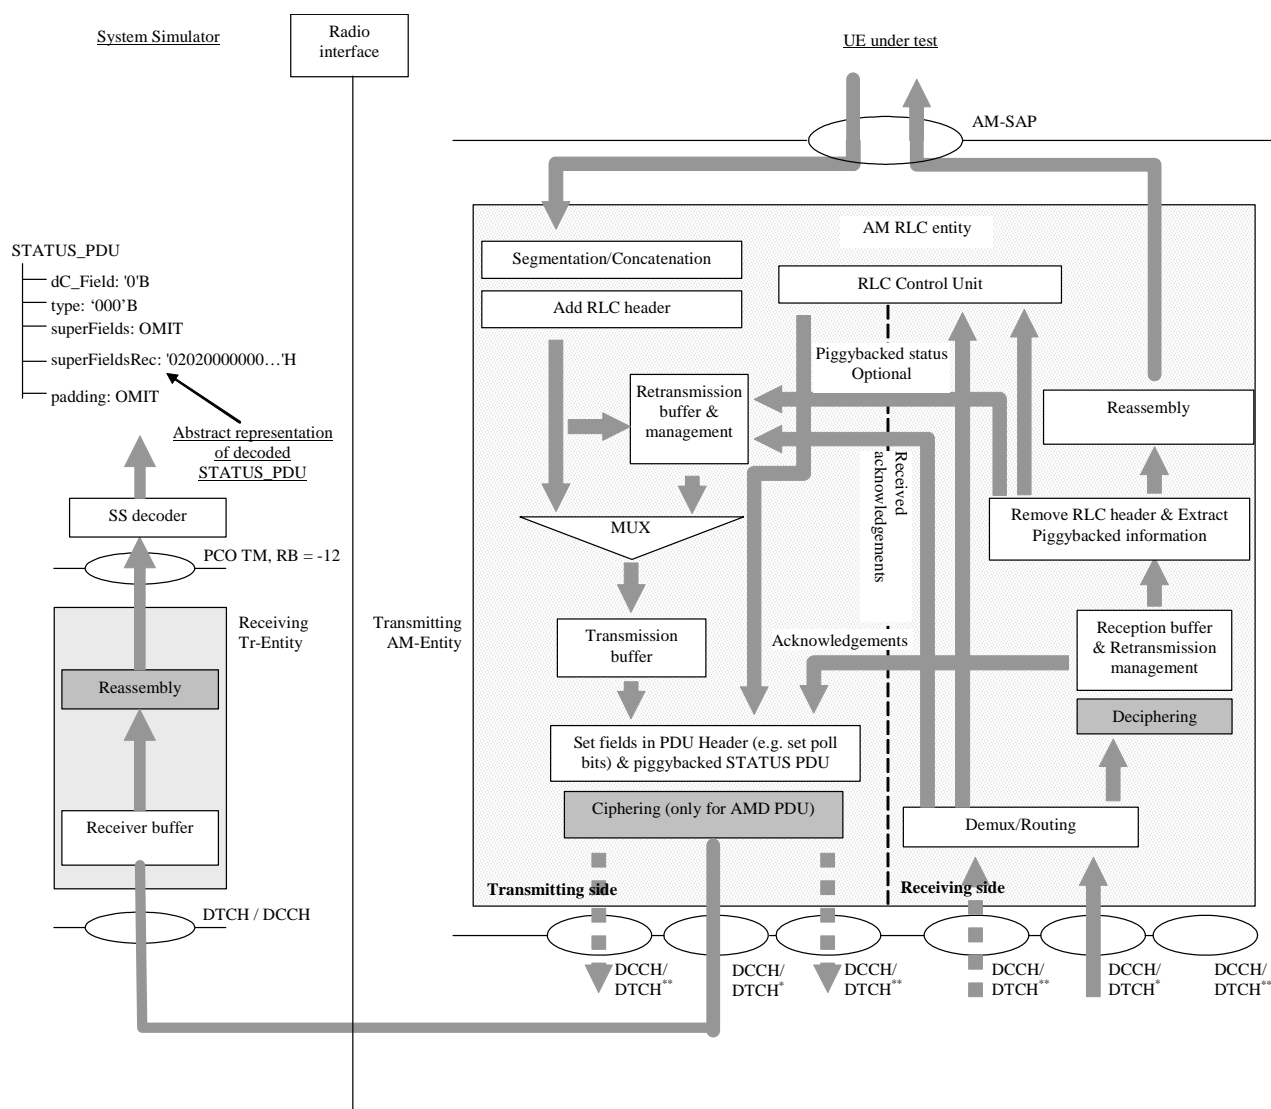 System Simulator
Radio
interface
UE under test
AM-SAP
STATUS_PDU
dC_Field: '0'B
type: ‘000’B
superFields: OMIT
superFieldsRec: '02020000000…'H
padding: OMIT
Abstract representation
of decoded
STATUS_PDU
SS decoder
PCO TM, RB = -12
Receiving
Tr-Entity
Reassembly
Receiver buffer
DTCH / DCCH
Transmitting
AM-Entity
AM RLC entity
Segmentation/Concatenation
Add RLC header
RLC Control Unit
Piggybacked status
Optional
Retransmission
buffer &
management
Reassembly
Received
acknowledgements
MUX
Remove RLC header & Extract
Piggybacked information
Transmission
buffer
Acknowledgements
Reception buffer
& Retransmission
management
Deciphering
Set fields in PDU Header (e.g. set poll
bits) & piggybacked STATUS PDU
Ciphering (only for AMD PDU)
Demux/Routing
Transmitting side
Receiving side
DCCH/
DTCH**
DCCH/
DTCH*
DCCH/
DTCH**
DCCH/
DTCH**
DCCH/
DTCH*
DCCH/
DTCH**